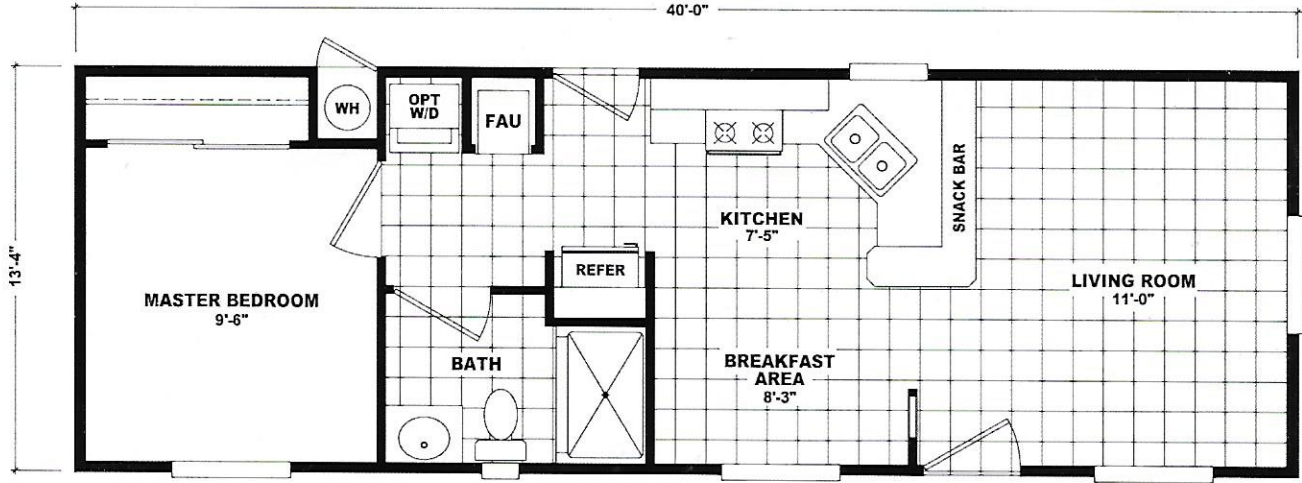 40'-0"
13'-4"
WH
OPT
W/D
FAU
SNACK BAR
KITCHEN
7'-5"
REFER
MASTER BEDROOM
9'-6"
LIVING ROOM
11'-0"
BATH
BREAKFAST
AREA
8'-3"